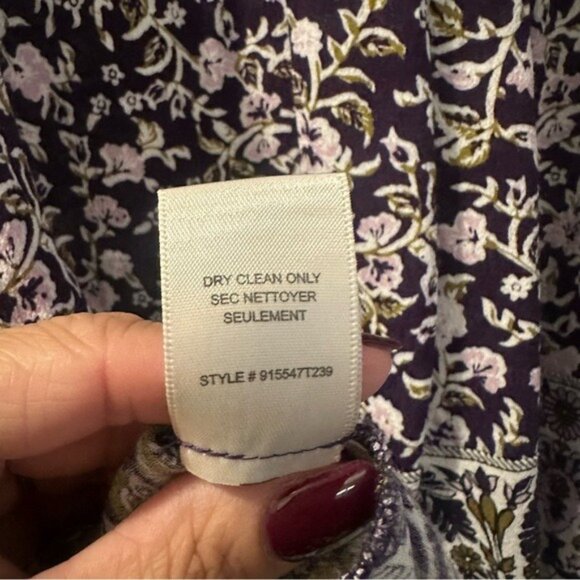 DRY CLEAN ONLY
SEC NETTOYER
SEULEMENT
STYLE # 915547T239